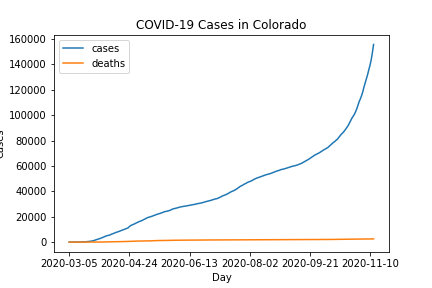 COVID-19 Cases in Colorado
160000
140000
120000
100000
80000
60000
40000
20000
0
cases
deaths
cases
2020-03-05 2020-04-24 2020-06-13 2020-08-02 2020-09-21 2020-11-10
Day